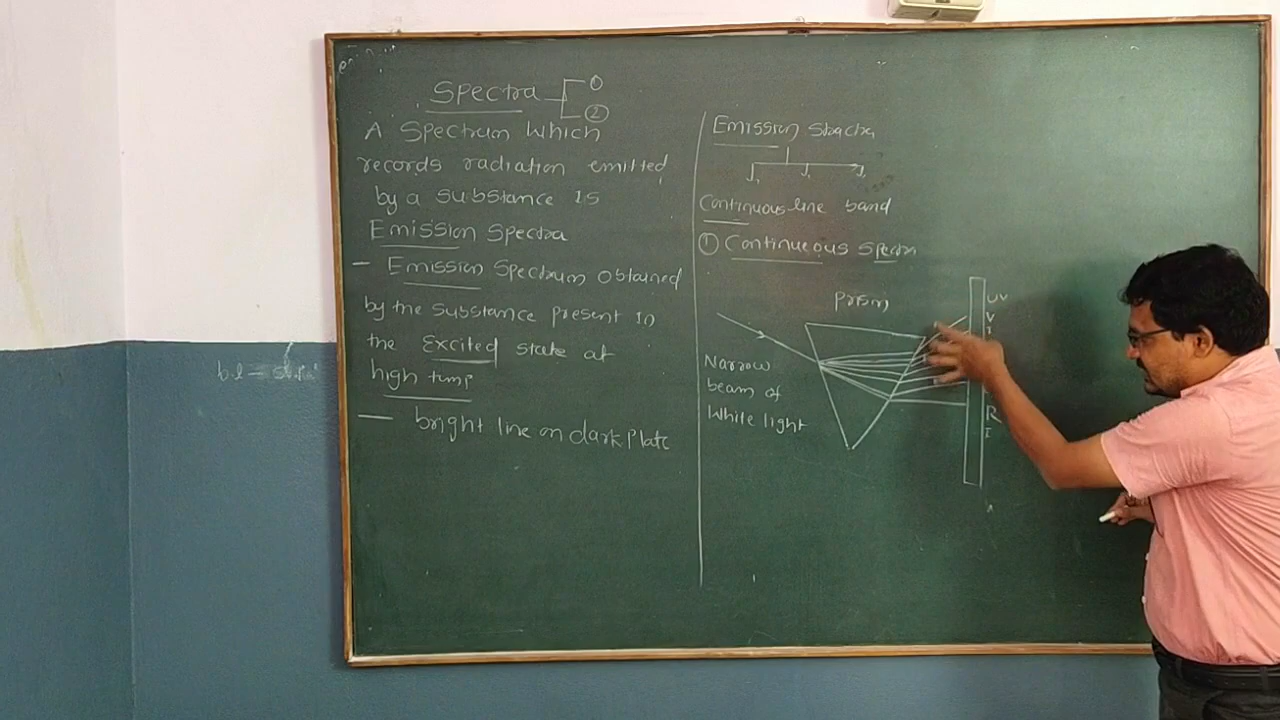 Spectra
①
②
A Spectrum Which
records radiation emitted
by a substance is
Emission Spectra
- Emission Spectrum obtained
by the substance present in
the Excited state at
high temp
- bright line on dark Plate
Emission
Continuous line band
① Continueous Spectra
Prism
Narrow
beam of
White light
UV
V
I
R
I